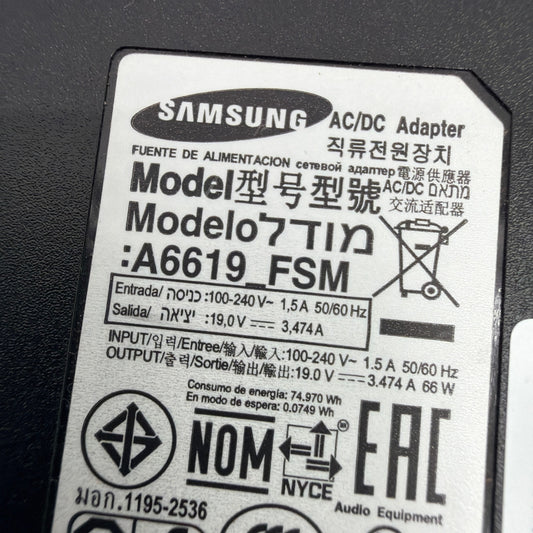 SAMSUNG AC/DC Adapter
직류전원장치
FUENTE DE ALIMENTACION сетевой адаптер 電源供應器
Model型号型號 AC/DC מתאם
交流适配器
Modelo מודל
:A6619_FSM
Entrada/ כניסה :100-240 V~ 1,5 A 50/60 Hz
Salida/ יציאה :19,0 V⎓ 3,474 A
INPUT/입력/Entree/输入/輸入:100-240 V~ 1.5 A 50/60 Hz
OUTPUT/출력/Sortie/输出/輸出:19.0 V⎓3.474 A 66 W
Consumo de energía: 74.970 Wh
En modo de espera: 0.0749 Wh
NOM
NYCE
EAC
Audio Equipment
มอก.1195-2536